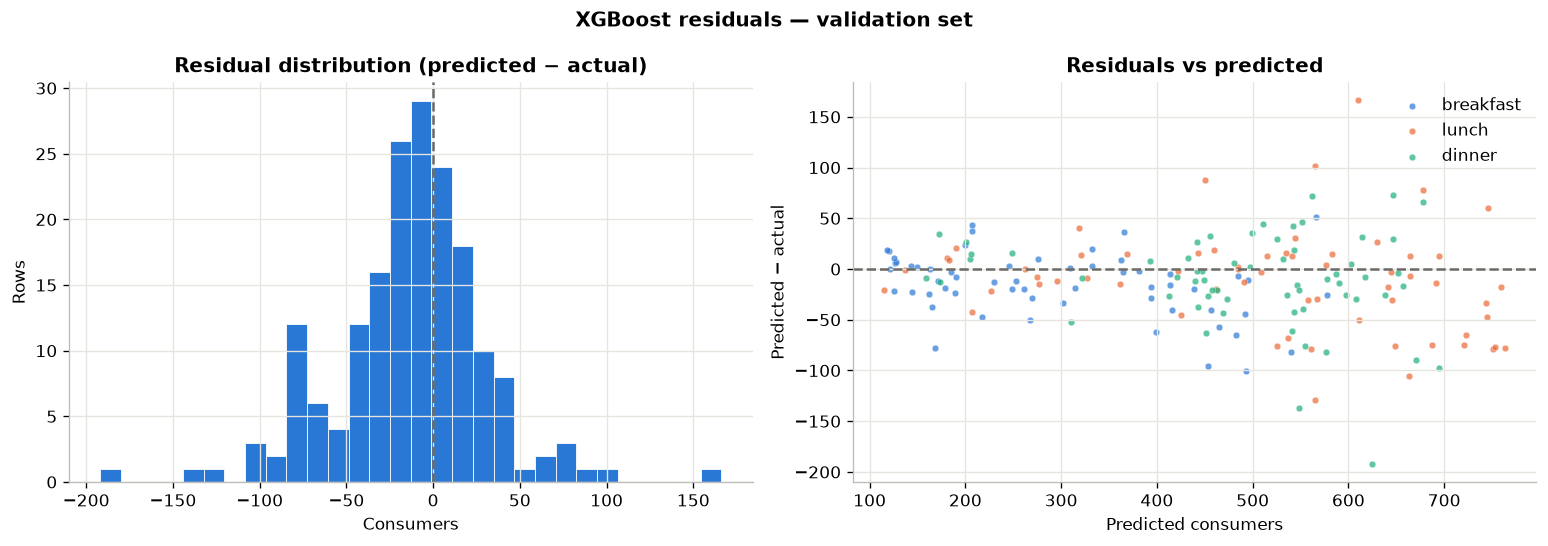 XGBoost residuals — validation set
Residual distribution (predicted − actual)
30
25
20
15
10
5
0
Rows
−200 −150 −100 −50 0 50 100 150
Consumers
Residuals vs predicted
breakfast
lunch
dinner
150
100
50
0
−50
−100
−150
−200
Predicted − actual
100 200 300 400 500 600 700
Predicted consumers